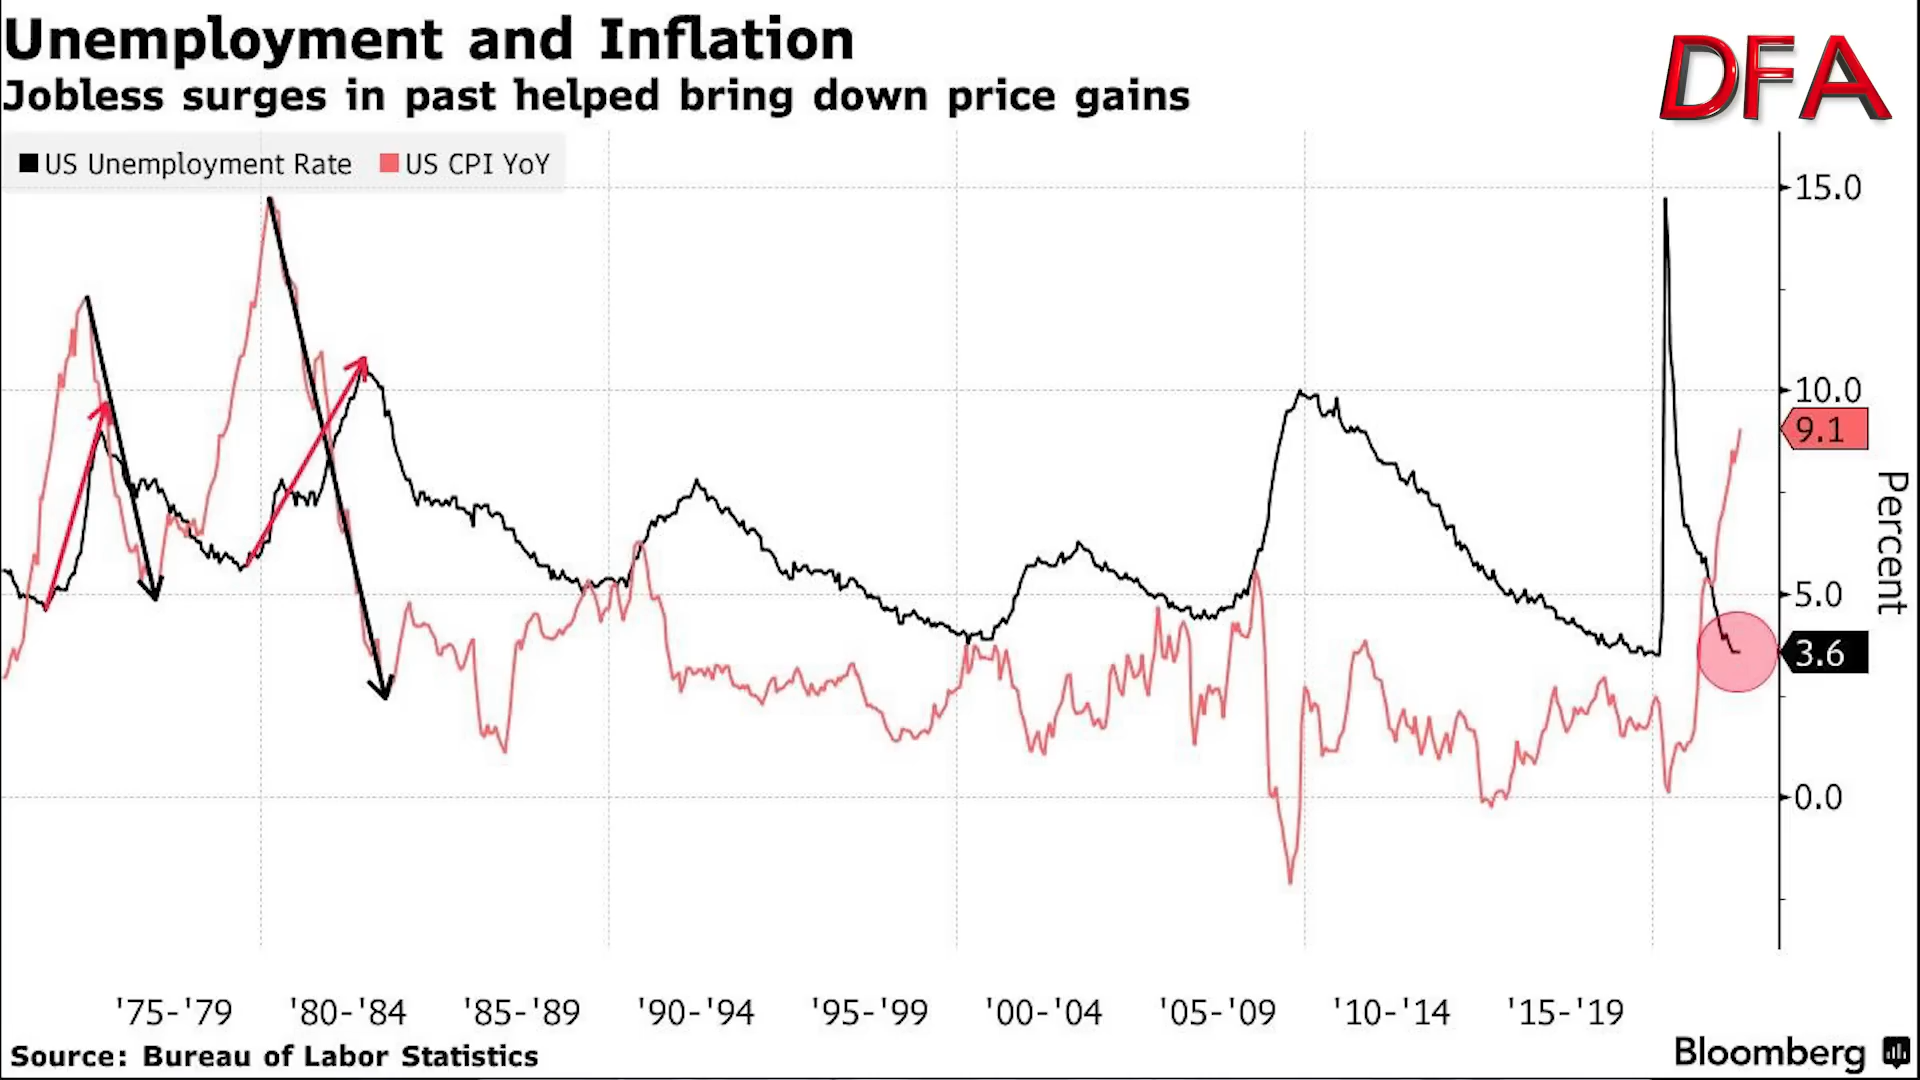 Unemployment and Inflation
DFA
Jobless surges in past helped bring down price gains
US Unemployment Rate US CPI YoY
15.0
10.0
9.1
Percent
5.0
3.6
0.0
'75-'79 '80-'84 '85-'89 '90-'94 '95-'99 '00-'04 '05-'09 '10-'14 '15-'19
Source: Bureau of Labor Statistics
Bloomberg